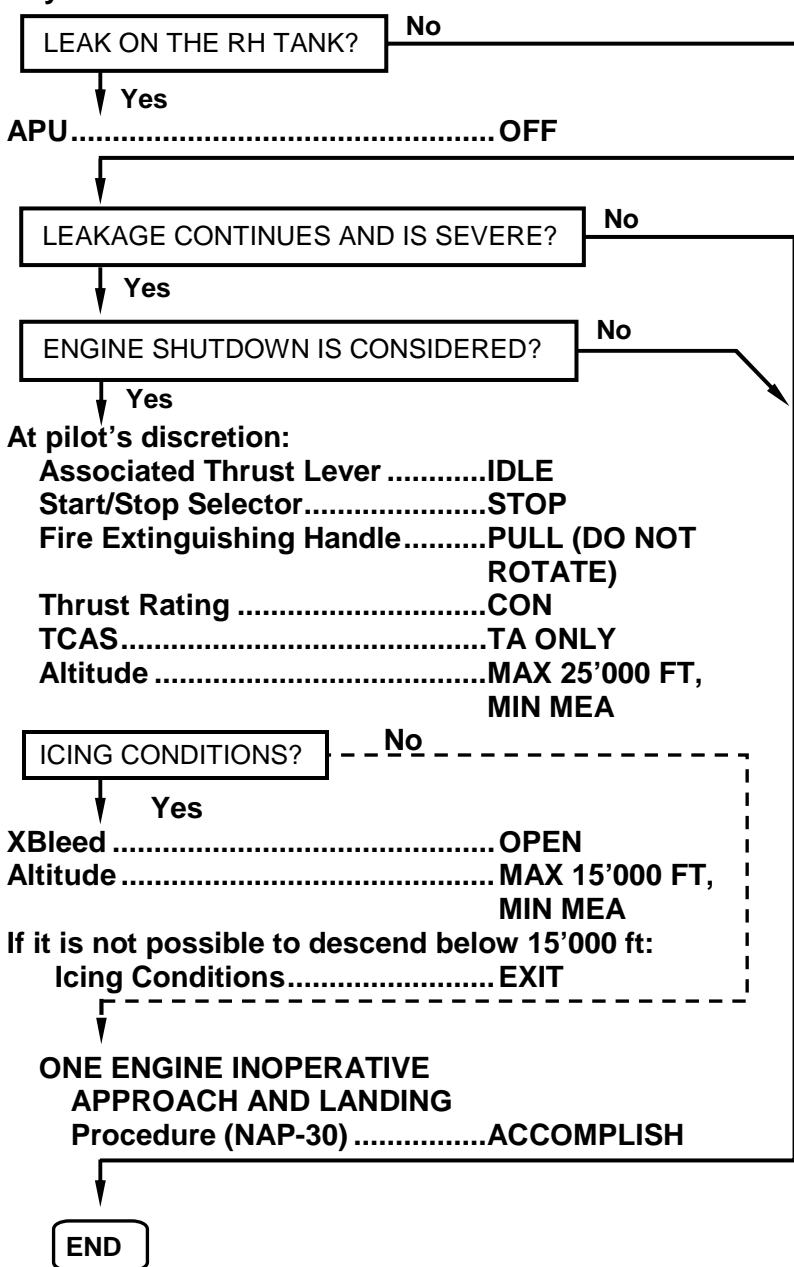 LEAK ON THE RH TANK?
No
Yes
APU..................................................OFF
LEAKAGE CONTINUES AND IS SEVERE?
No
Yes
ENGINE SHUTDOWN IS CONSIDERED?
No
Yes
At pilot’s discretion:
Associated Thrust Lever ............IDLE
Start/Stop Selector......................STOP
Fire Extinguishing Handle..........PULL (DO NOT
ROTATE)
Thrust Rating ..............................CON
TCAS............................................TA ONLY
Altitude ........................................MAX 25’000 FT,
MIN MEA
ICING CONDITIONS?
No
Yes
XBleed ..............................................OPEN
Altitude .............................................MAX 15’000 FT,
MIN MEA
If it is not possible to descend below 15’000 ft:
Icing Conditions.........................EXIT
ONE ENGINE INOPERATIVE
APPROACH AND LANDING
Procedure (NAP-30) ................ACCOMPLISH
END